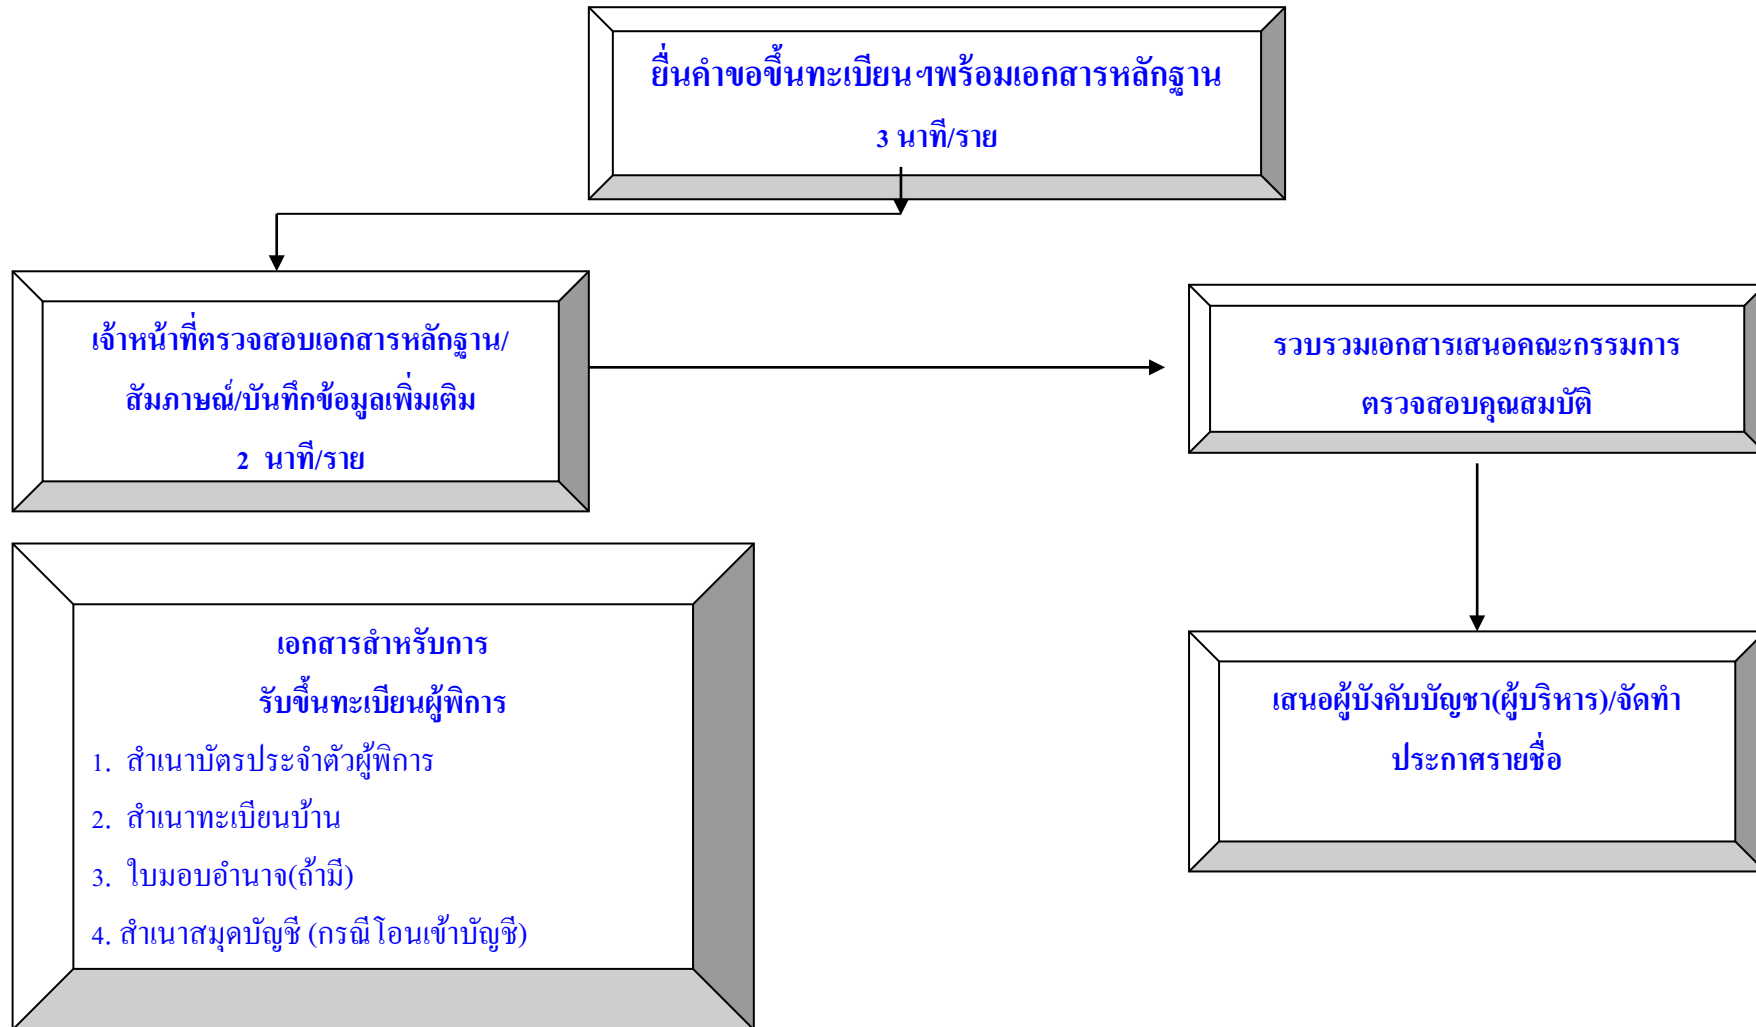 ยื่นคำขอขึ้นทะเบียนฯพร้อมเอกสารหลักฐาน
3 นาที/ราย
เจ้าหน้าที่ตรวจสอบเอกสารหลักฐาน/
สัมภาษณ์/บันทึกข้อมูลเพิ่มเติม
2 นาที/ราย
รวบรวมเอกสารเสนอคณะกรรมการ
ตรวจสอบคุณสมบัติ
เสนอผู้บังคับบัญชา(ผู้บริหาร)/จัดทำ
ประกาศรายชื่อ
เอกสารสำหรับการ
รับขึ้นทะเบียนผู้พิการ
1. สำเนาบัตรประจำตัวผู้พิการ
2. สำเนาทะเบียนบ้าน
3. ใบมอบอำนาจ(ถ้ามี)
4. สำเนาสมุดบัญชี (กรณีโอนเข้าบัญชี)